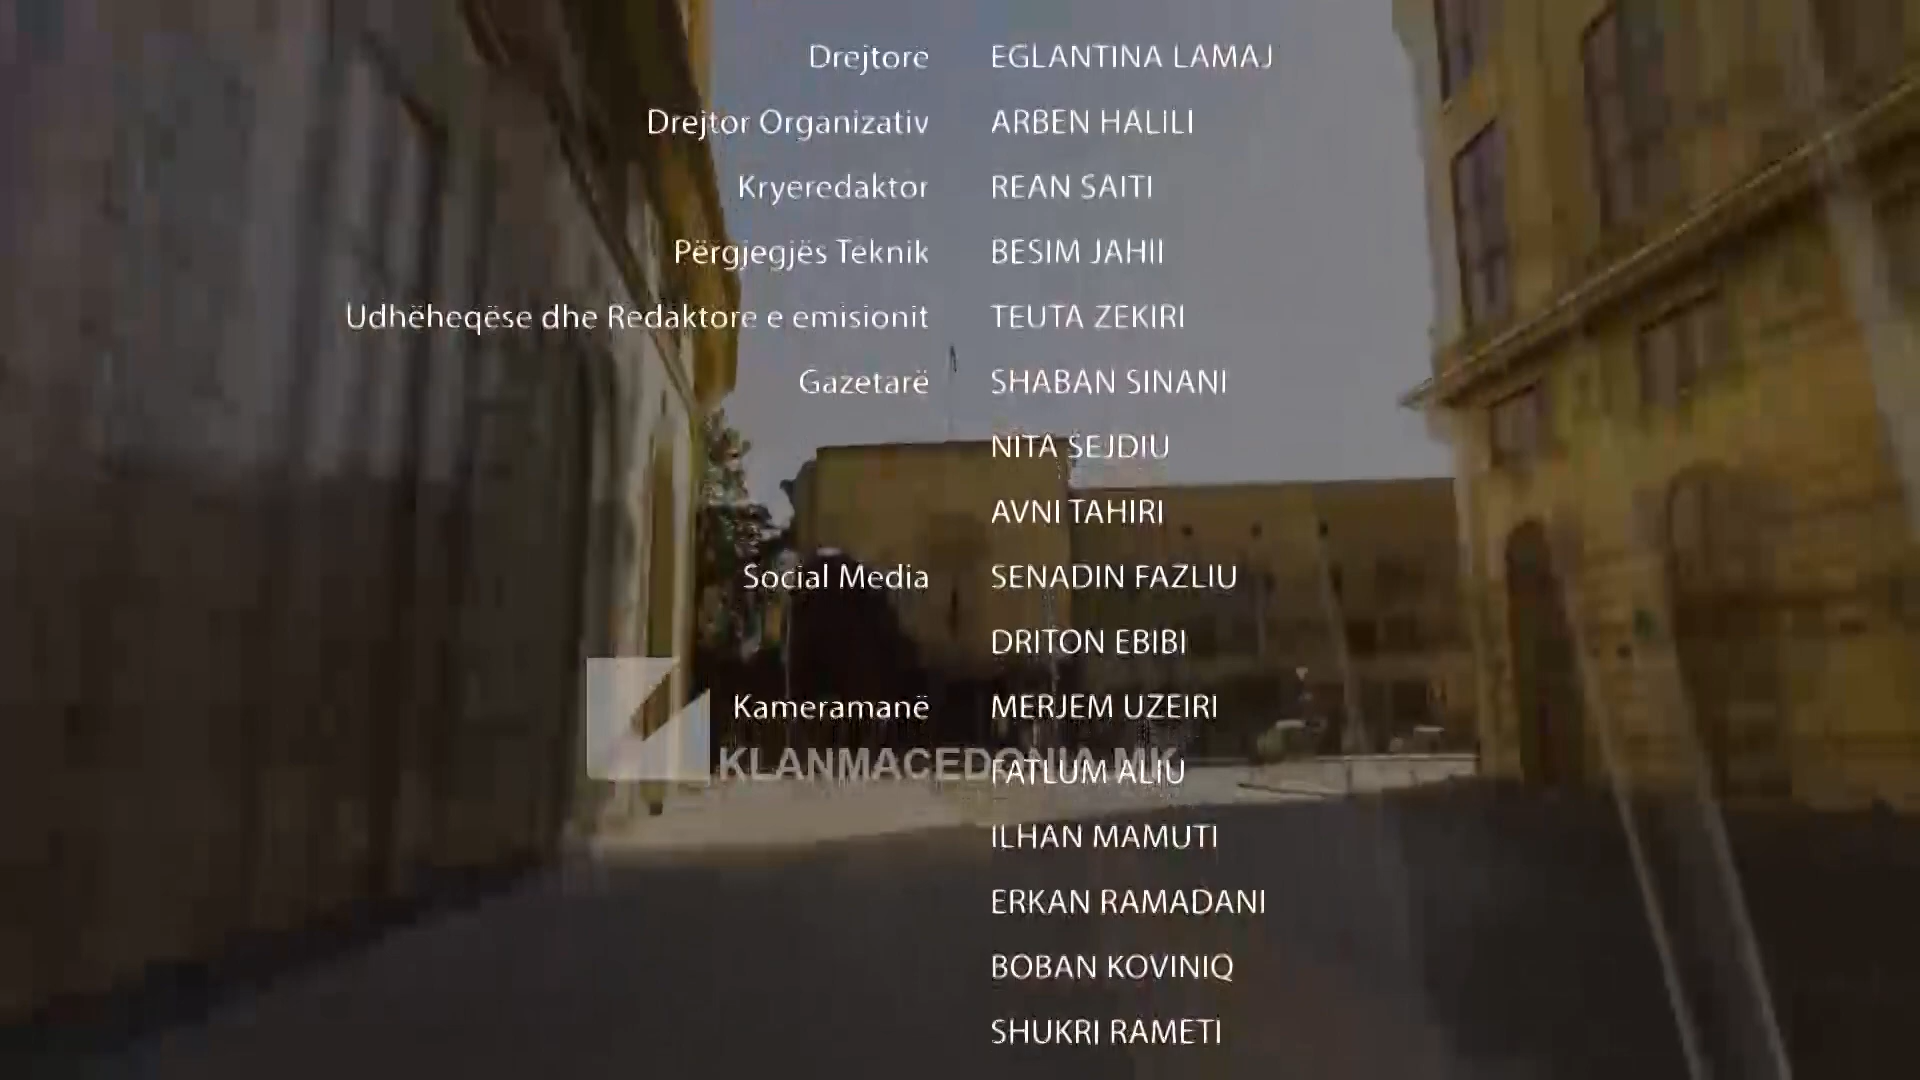 Drejtore EGLANTINA LAMAJ
Drejtor Organizativ ARBEN HALILI
Kryeredaktor REAN SAITI
Përgjegjës Teknik BESIM JAHII
Udhëheqëse dhe Redaktore e emisionit TEUTA ZEKIRI
Gazetarë SHABAN SINANI
NITA SEJDIU
AVNI TAHIRI
Social Media SENADIN FAZLIU
DRITON EBIBI
Kameramanë MERJEM UZEIRI
KLANMACEDONIA.MK
FATLUM ALIU
ILHAN MAMUTI
ERKAN RAMADANI
BOBAN KOVINIQ
SHUKRI RAMETI